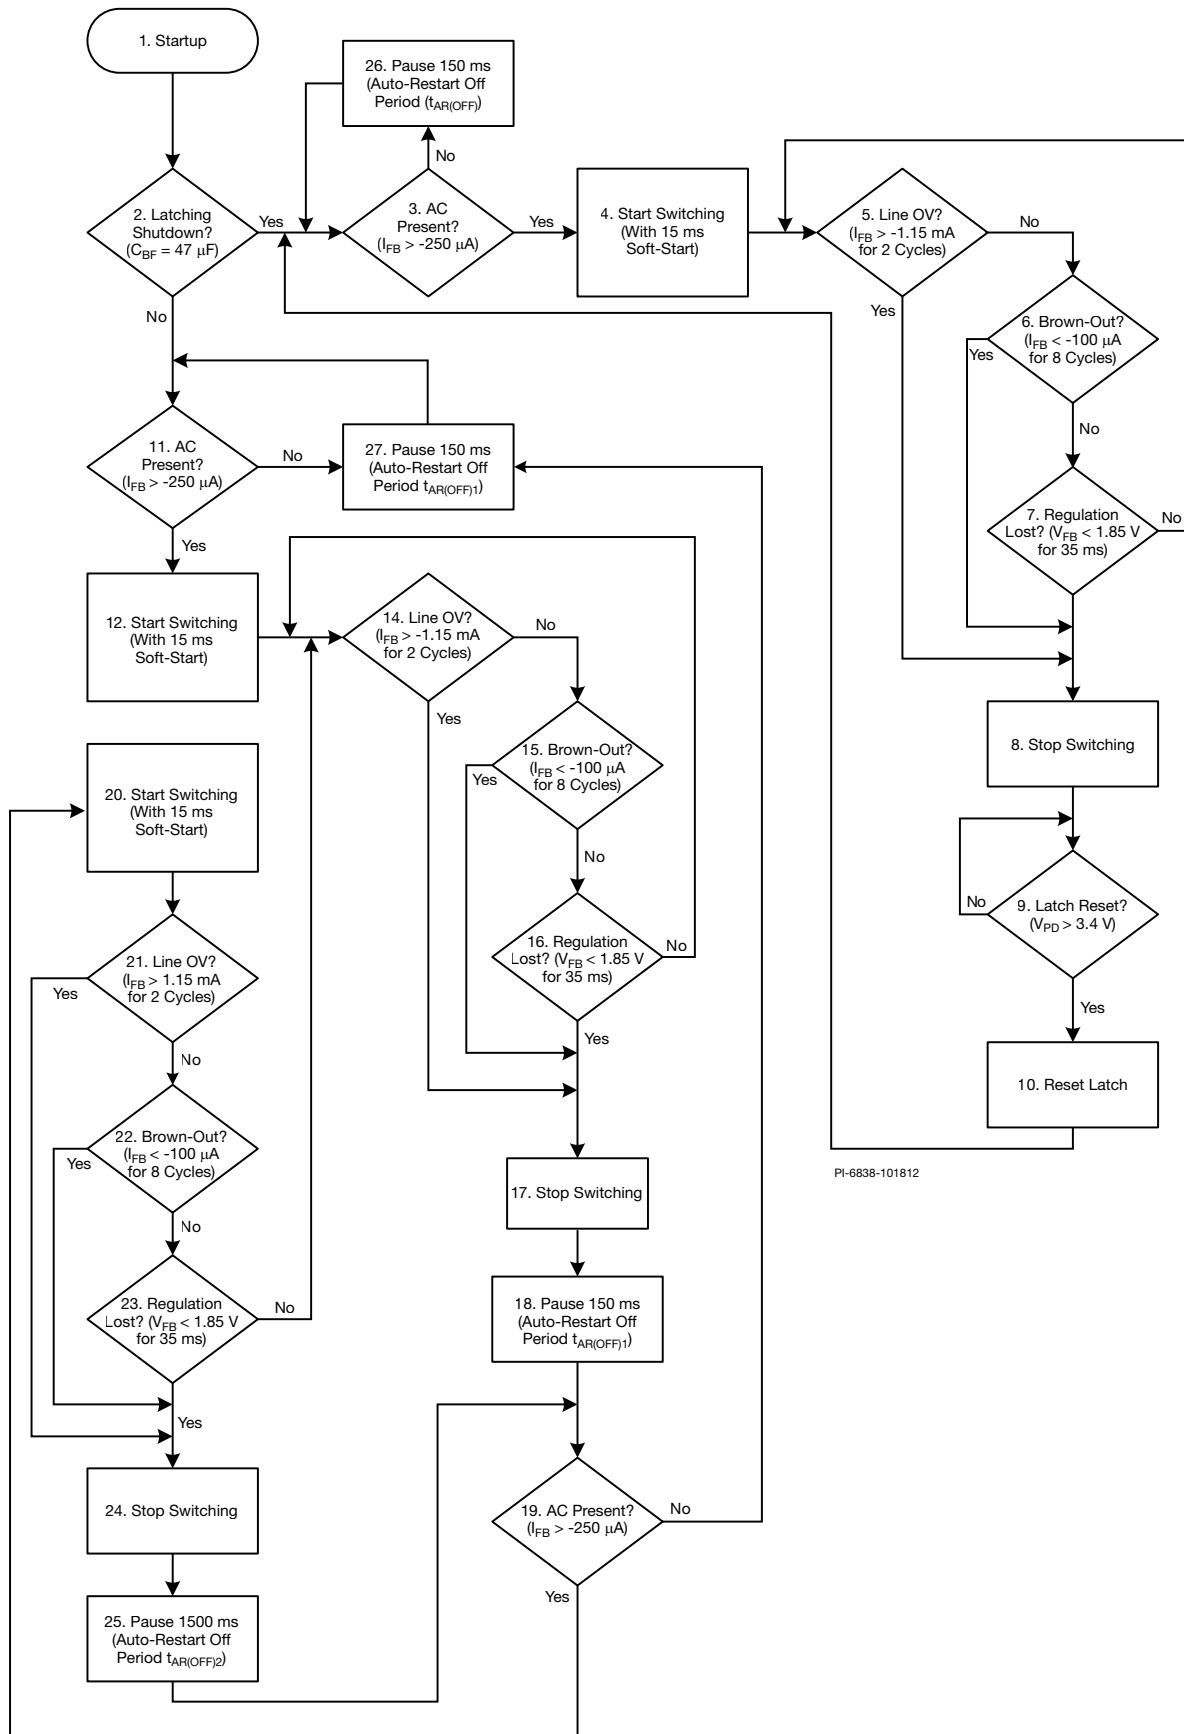 1. Startup
26. Pause 150 ms
(Auto-Restart Off
Period (tAR(OFF))
No
2. Latching
Shutdown?
(CBF = 47 µF)
Yes
No
3. AC
Present?
(IFB > -250 µA)
Yes
4. Start Switching
(With 15 ms
Soft-Start)
5. Line OV?
(IFB > -1.15 mA
for 2 Cycles)
No
Yes
6. Brown-Out?
(IFB < -100 µA
for 8 Cycles)
Yes
No
7. Regulation
Lost? (VFB < 1.85 V
for 35 ms)
No
Yes
8. Stop Switching
9. Latch Reset?
(VPD > 3.4 V)
No
Yes
10. Reset Latch
PI-6838-101812
11. AC
Present?
(IFB > -250 µA)
No
Yes
27. Pause 150 ms
(Auto-Restart Off
Period tAR(OFF)1)
12. Start Switching
(With 15 ms
Soft-Start)
14. Line OV?
(IFB > -1.15 mA
for 2 Cycles)
No
Yes
15. Brown-Out?
(IFB < -100 µA
for 8 Cycles)
Yes
No
16. Regulation
Lost? (VFB < 1.85 V
for 35 ms)
No
Yes
17. Stop Switching
18. Pause 150 ms
(Auto-Restart Off
Period tAR(OFF)1)
19. AC Present?
(IFB > -250 µA)
No
Yes
20. Start Switching
(With 15 ms
Soft-Start)
21. Line OV?
(IFB > 1.15 mA
for 2 Cycles)
Yes
No
22. Brown-Out?
(IFB < -100 µA
for 8 Cycles)
Yes
No
23. Regulation
Lost? (VFB < 1.85 V
for 35 ms)
No
Yes
24. Stop Switching
25. Pause 1500 ms
(Auto-Restart Off
Period tAR(OFF)2)